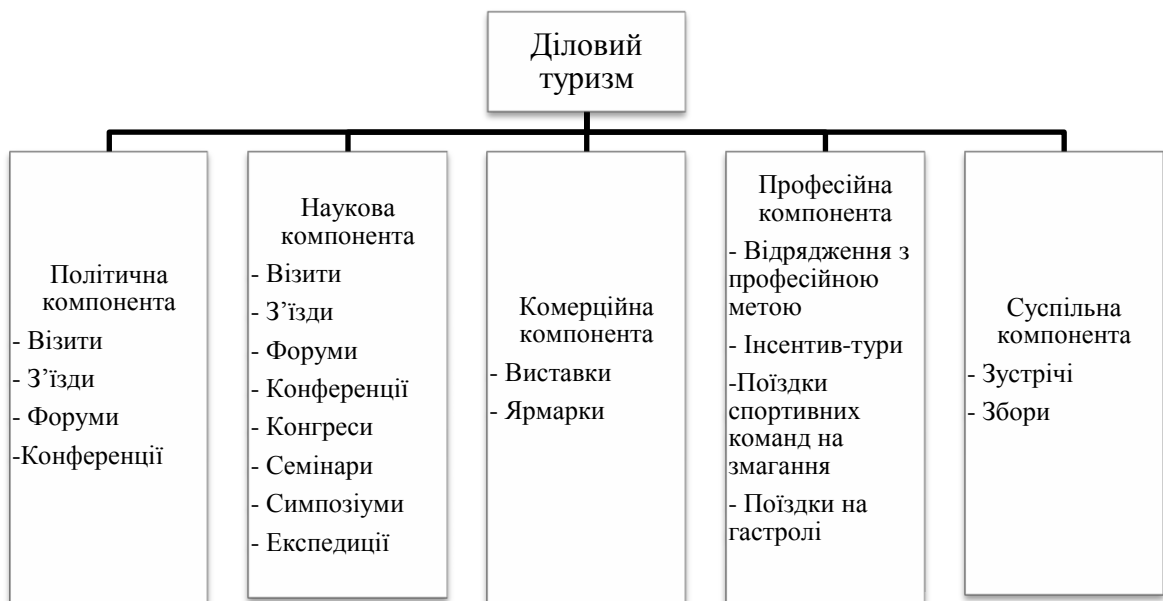 Діловий
туризм
Політична
компонента
- Візити
- З’їзди
- Форуми
-Конференції
Наукова
компонента
- Візити
- З’їзди
- Форуми
- Конференції
- Конгреси
- Семінари
- Симпозіуми
- Експедиції
Комерційна
компонента
- Виставки
- Ярмарки
Професійна
компонента
- Відрядження з
професійною
метою
- Інсентив-тури
-Поїздки
спортивних
команд на
змагання
- Поїздки на
гастролі
Суспільна
компонента
- Зустрічі
- Збори